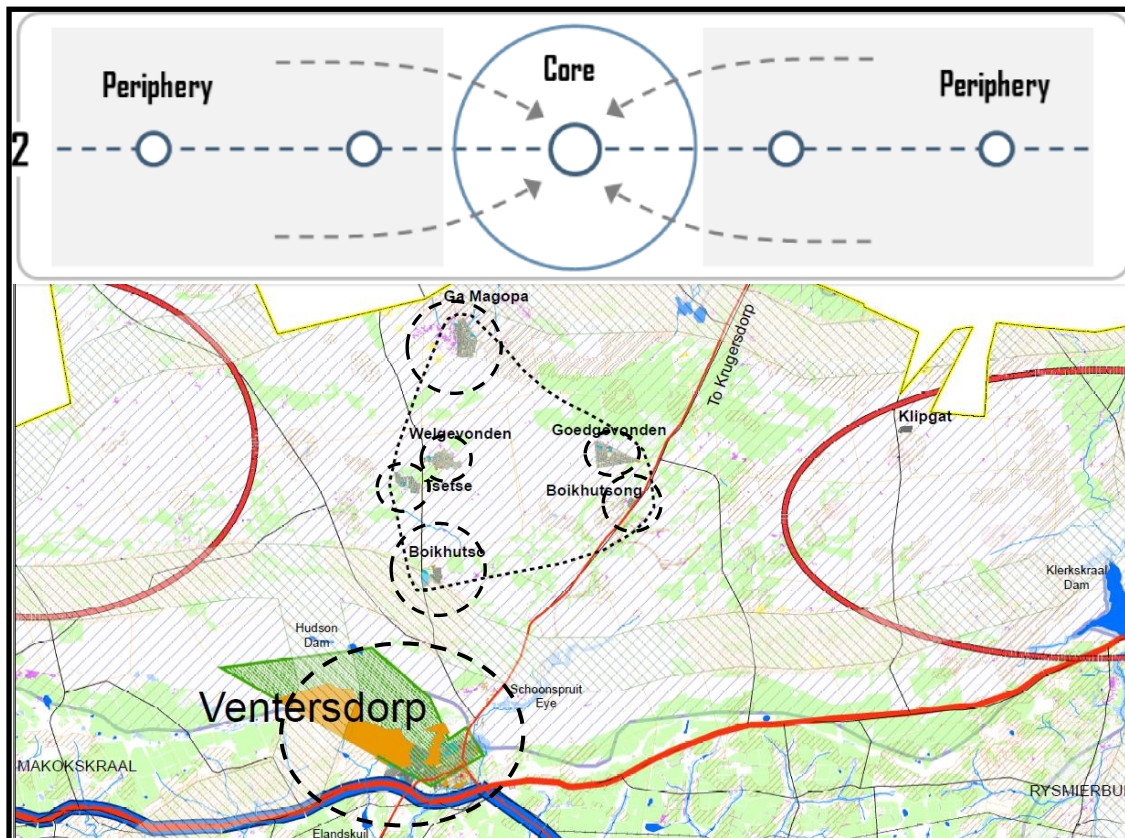 Periphery
Core
Periphery
2
Ga Magopa
To Krugersdorp
Klipgat
Welgevonden
Goedgevonden
Tsetse
Boikhutsong
Boikhutso
Klerkskraal
Dam
Hudson
Dam
Schoonspruit
Eye
Ventersdorp
MAKOKSKRAAL
RYSMIERBU
Elandskuil